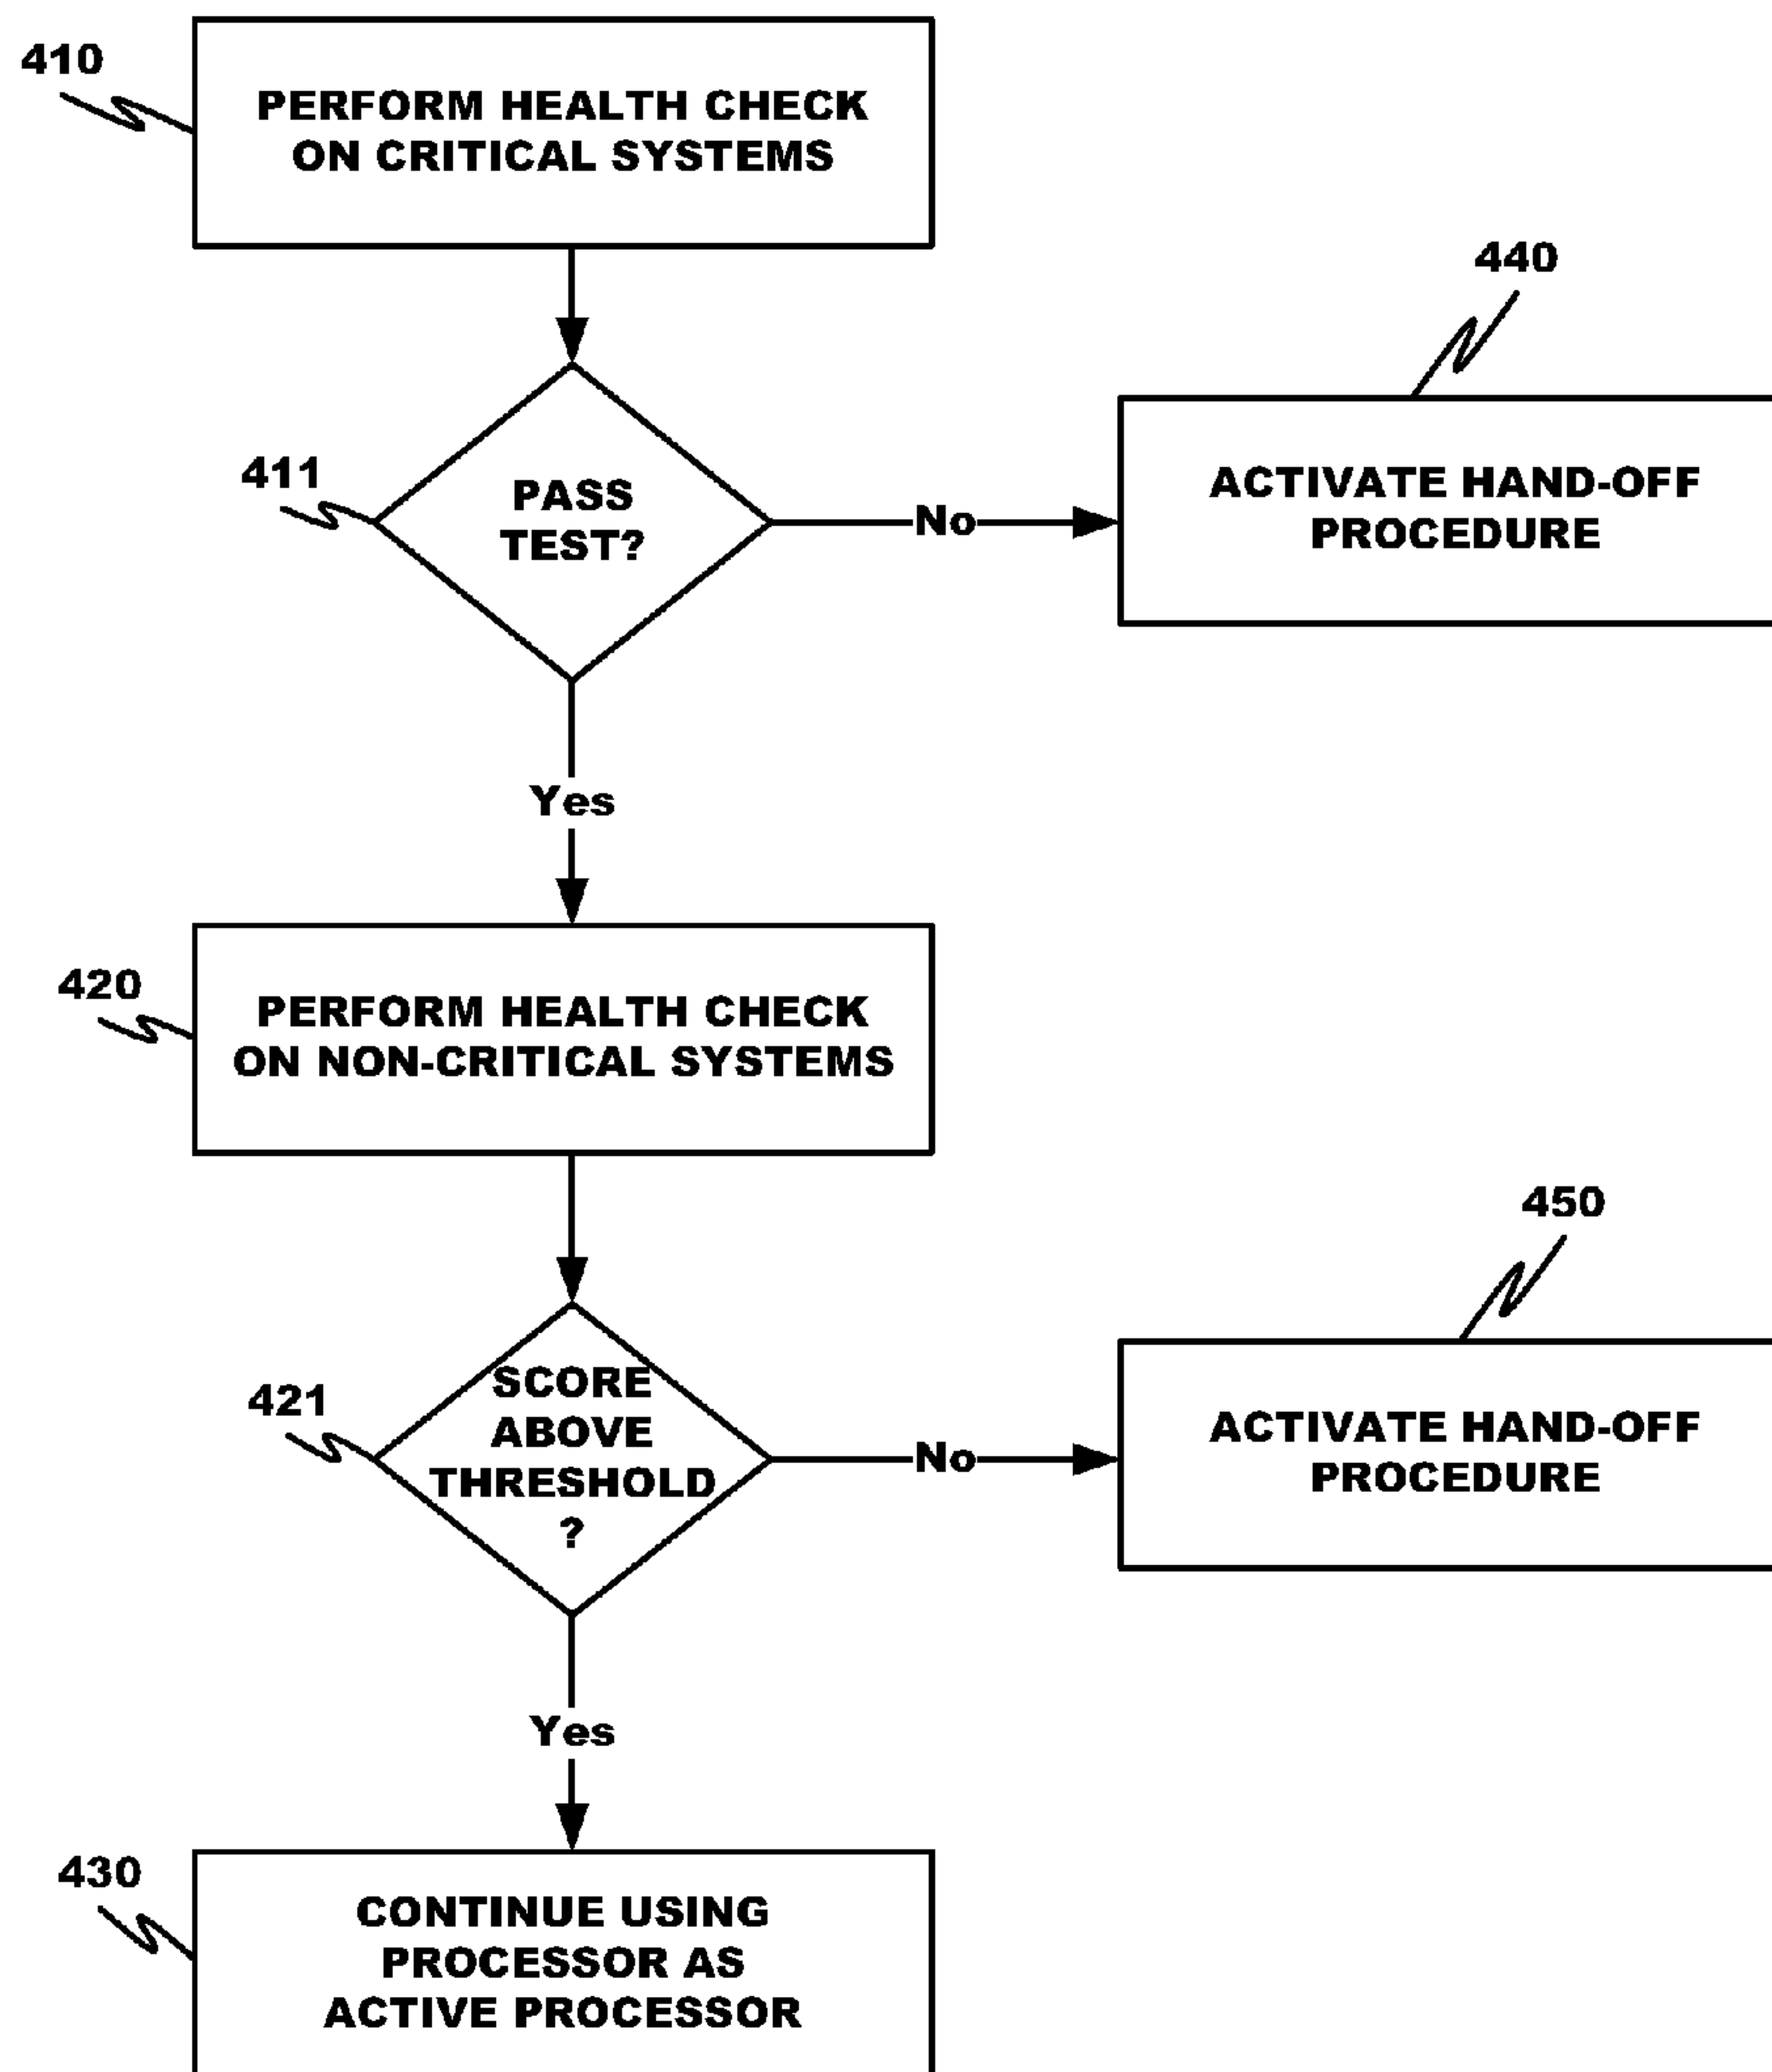 410
PERFORM HEALTH CHECK
ON CRITICAL SYSTEMS
440
411
PASS
TEST?
No
ACTIVATE HAND-OFF
PROCEDURE
Yes
420
PERFORM HEALTH CHECK
ON NON-CRITICAL SYSTEMS
450
421
SCORE
ABOVE
THRESHOLD
?
No
ACTIVATE HAND-OFF
PROCEDURE
Yes
430
CONTINUE USING
PROCESSOR AS
ACTIVE PROCESSOR